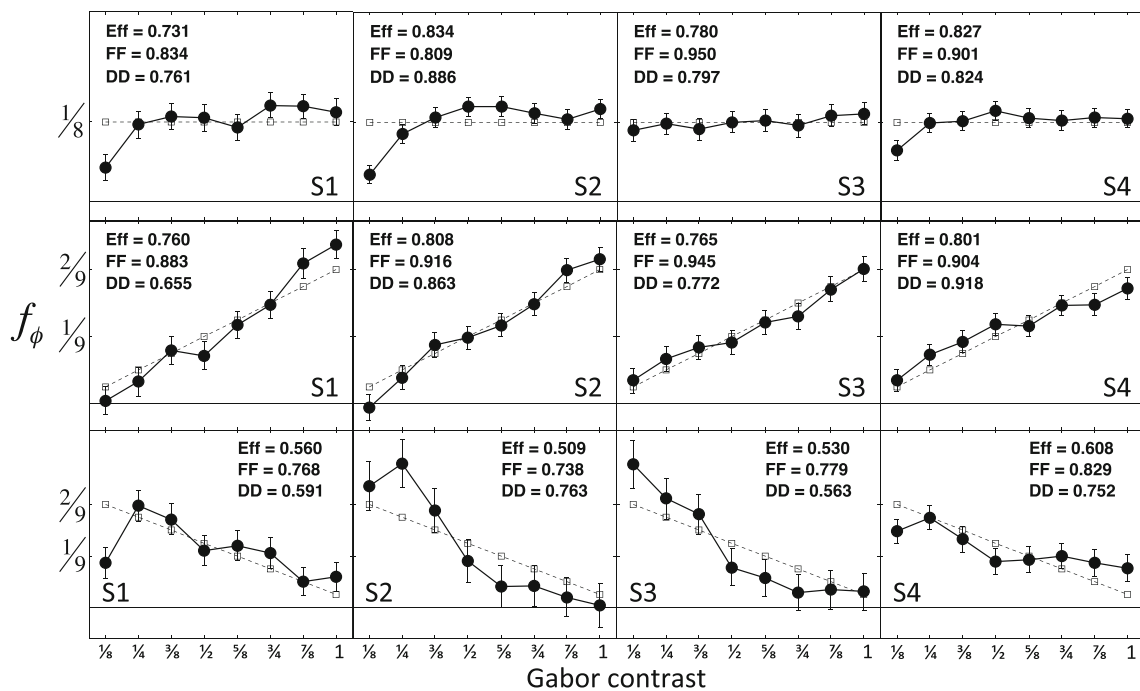 Eff = 0.731
FF = 0.834
DD = 0.761
S1
Eff = 0.834
FF = 0.809
DD = 0.886
S2
Eff = 0.780
FF = 0.950
DD = 0.797
S3
Eff = 0.827
FF = 0.901
DD = 0.824
S4
1/8
Eff = 0.760
FF = 0.883
DD = 0.655
S1
Eff = 0.808
FF = 0.916
DD = 0.863
S2
Eff = 0.765
FF = 0.945
DD = 0.772
S3
Eff = 0.801
FF = 0.904
DD = 0.918
S4
2/9
1/9
fϕ
Eff = 0.560
FF = 0.768
DD = 0.591
S1
Eff = 0.509
FF = 0.738
DD = 0.763
S2
Eff = 0.530
FF = 0.779
DD = 0.563
S3
Eff = 0.608
FF = 0.829
DD = 0.752
S4
2/9
1/9
⅛ ¼ ⅜ ½ ⅝ ¾ ⅞ 1 ⅛ ¼ ⅜ ½ ⅝ ¾ ⅞ 1 ⅛ ¼ ⅜ ½ ⅝ ¾ ⅞ 1 ⅛ ¼ ⅜ ½ ⅝ ¾ ⅞ 1
Gabor contrast